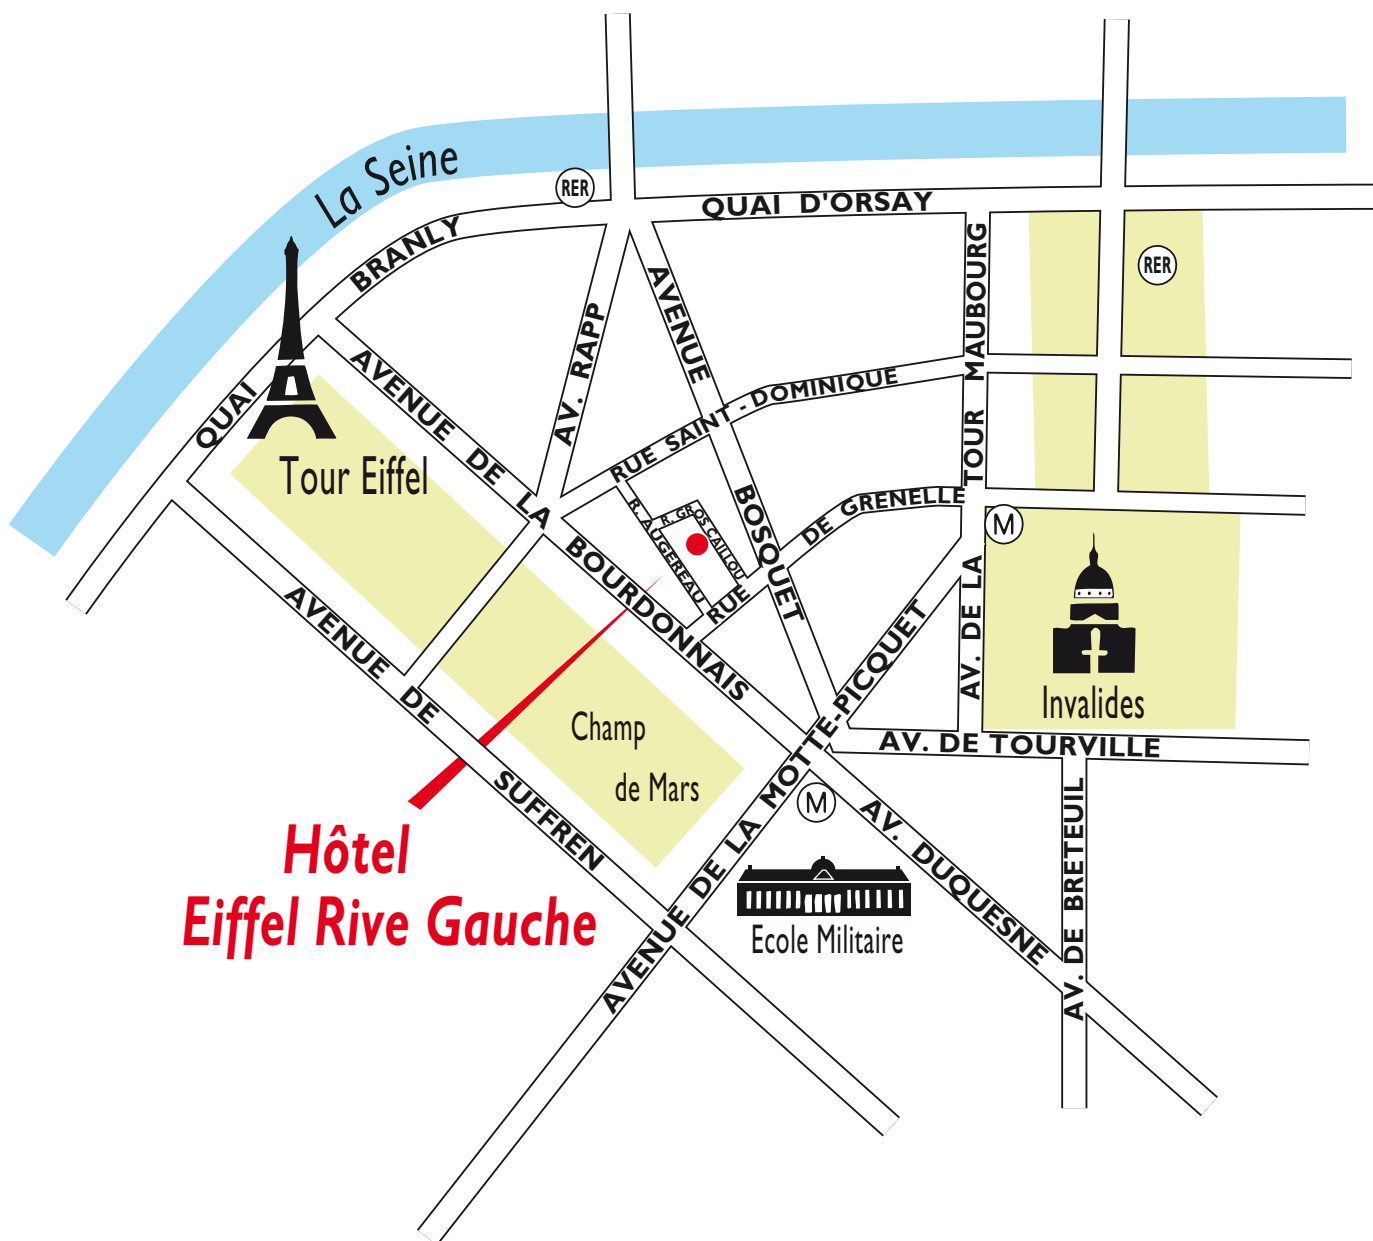 La Seine
RER
QUAI D'ORSAY
QUAI BRANLY
RER
AVENUE DE LA BOURDONNAIS
AV. RAPP
AVENUE BOSQUET
AV. DE LA TOUR MAUBOURG
RUE SAINT - DOMINIQUE
Tour Eiffel
R. AUGEREAU
R. GROS CAILLOU
RUE DE GRENELLE
M
AVENUE DE SUFFREN
Champ
de Mars
Invalides
AV. DE TOURVILLE
AVENUE DE LA MOTTE-PICQUET
M
AV. DUQUESNE
AV. DE BRETEUIL
Ecole Militaire
Hôtel
Eiffel Rive Gauche